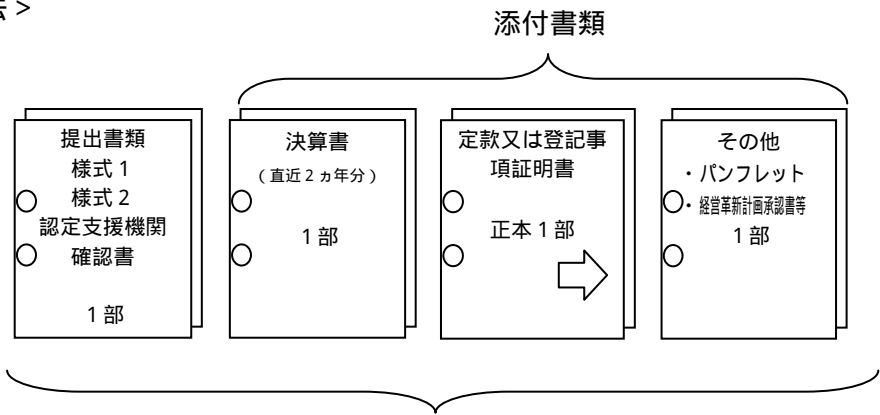 法>
添付書類
提出書類
様式1
様式2
認定支援機関
確認書
1部
決算書
(直近2ヵ年分)
1部
定款又は登記事
項証明書
正本1部
その他
・パンフレット
・経営革新計画承認書等
1部